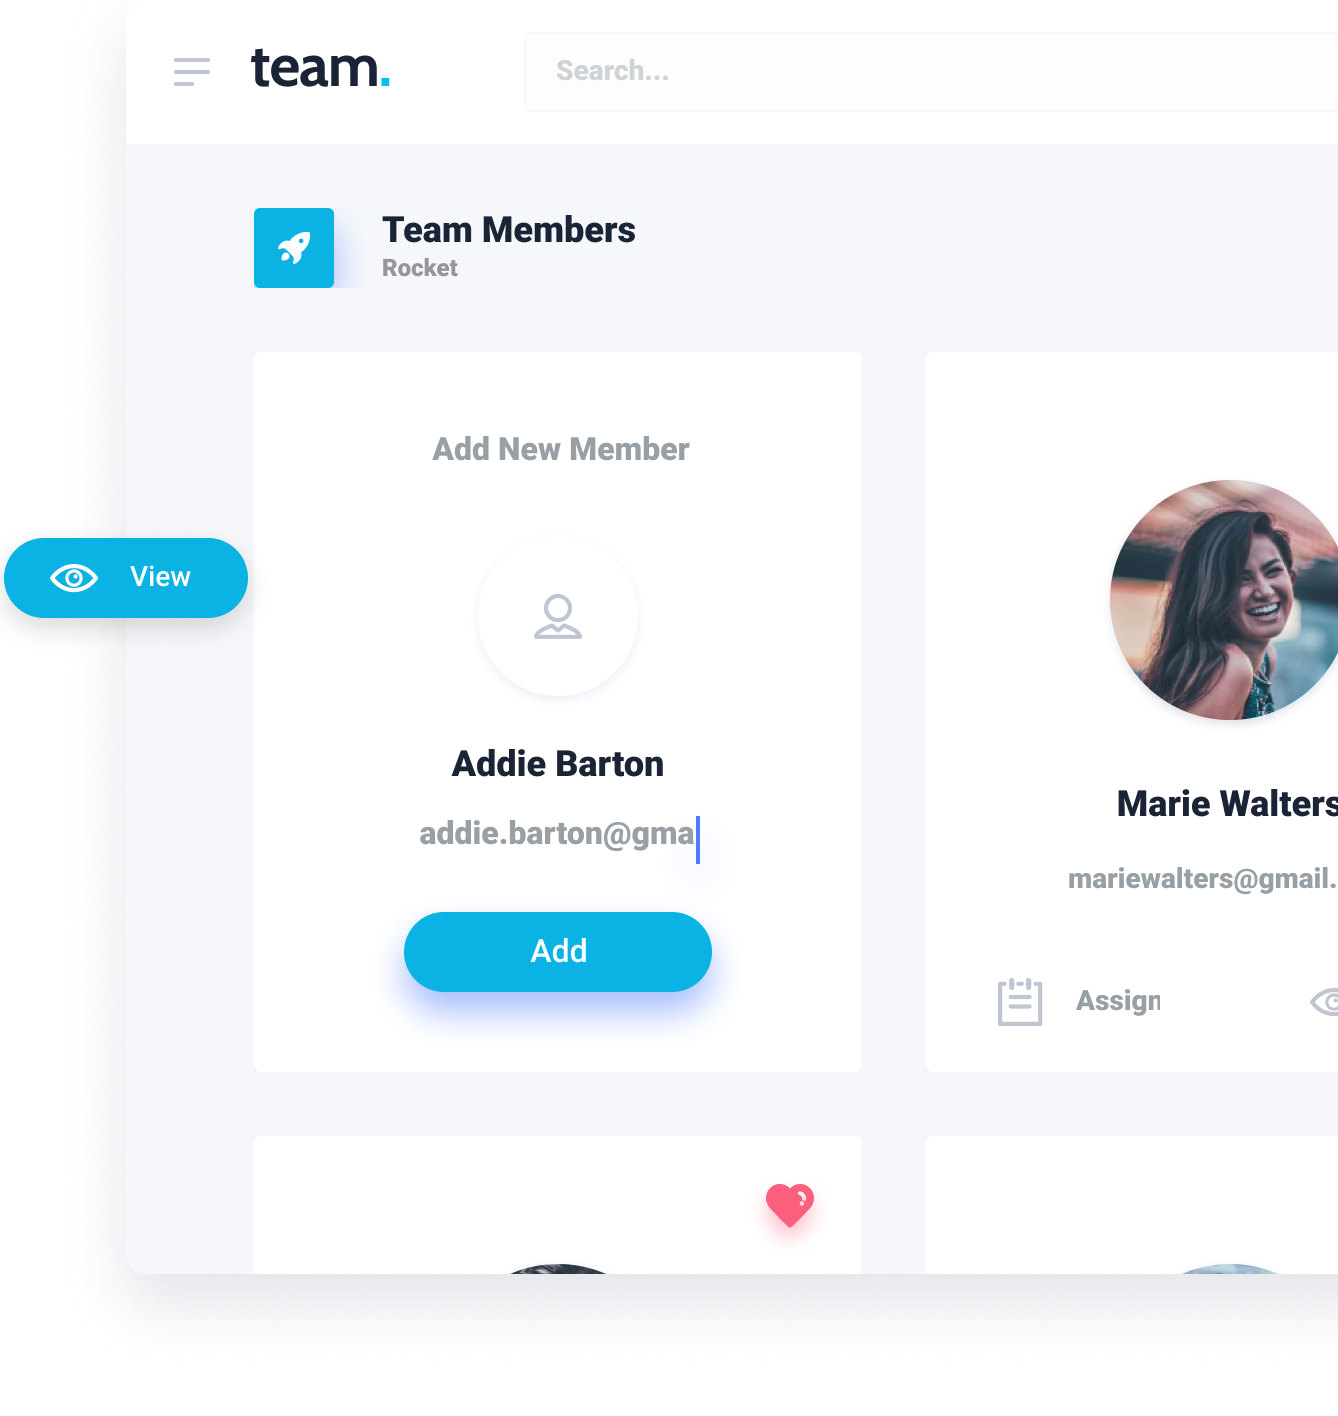 team.
Search...
Team Members
Rocket
Add New Member
View
Addie Barton
addie.barton@gma
Add
Marie Walters
mariewalters@gmail.
Assign